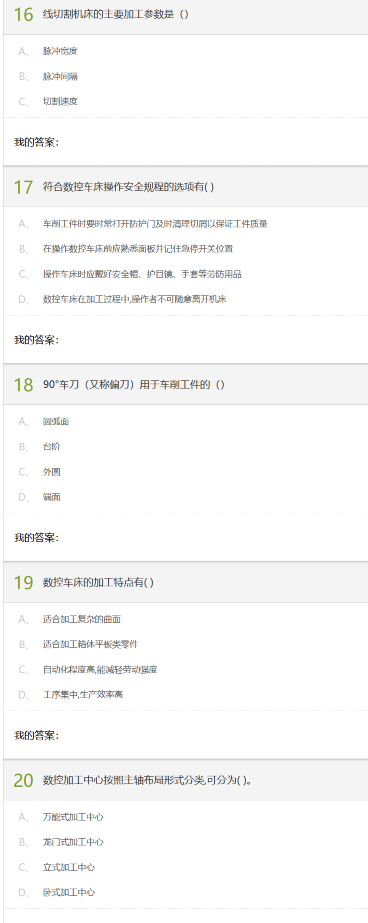 16 线切割机床的主要加工参数是（）
A、 脉冲宽度
B、 脉冲间隔
C、 切割速度
我的答案：
17 符合数控车床操作安全规程的选项有( )
A、 车削工件时要时常打开防护门及时清理切屑以保证工件质量
B、 在操作数控车床前应熟悉面板并记住急停开关位置
C、 操作车床时应戴好安全帽、护目镜、手套等劳防用品
D、 数控车床在加工过程中,操作者不可随意离开机床
我的答案：
18 90°车刀（又称偏刀）用于车削工件的（）
A、 圆弧面
B、 台阶
C、 外圆
D、 端面
我的答案：
19 数控车床的加工特点有( )
A、 适合加工复杂的曲面
B、 适合加工箱体平板类零件
C、 自动化程度高,能减轻劳动强度
D、 工序集中,生产效率高
我的答案：
20 数控加工中心按照主轴布局形式分类,可分为( )。
A、 万能式加工中心
B、 龙门式加工中心
C、 立式加工中心
D、 卧式加工中心